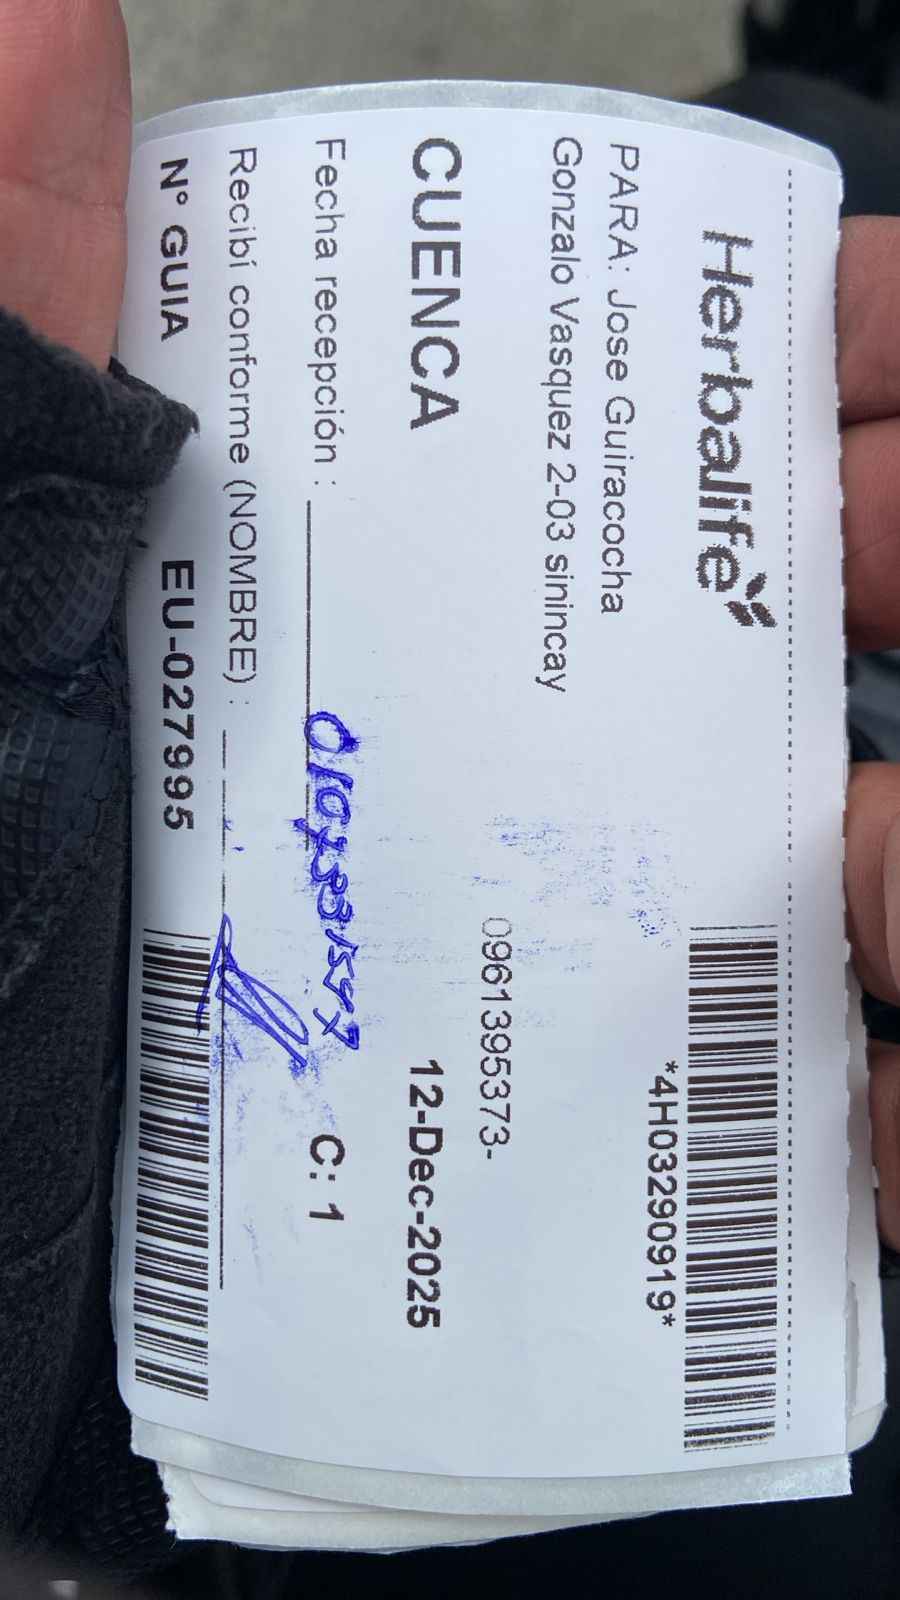 Herbalife
*4H03290919*
PARA: Jose Guiracocha
Gonzalo Vasquez 2-03 sinincay
0961395373-
CUENCA 12-Dec-2025
Fecha recepción : C: 1
Recibí conforme (NOMBRE) :
N° GUIA EU-027995